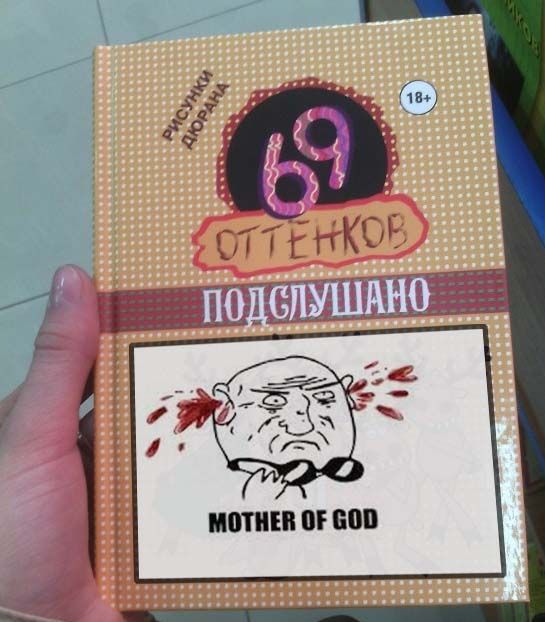 РИСУНКИ
ДЮРАНА
18+
69
ОТТЕНКОВ
ПОДСЛУШАНО
MOTHER OF GOD